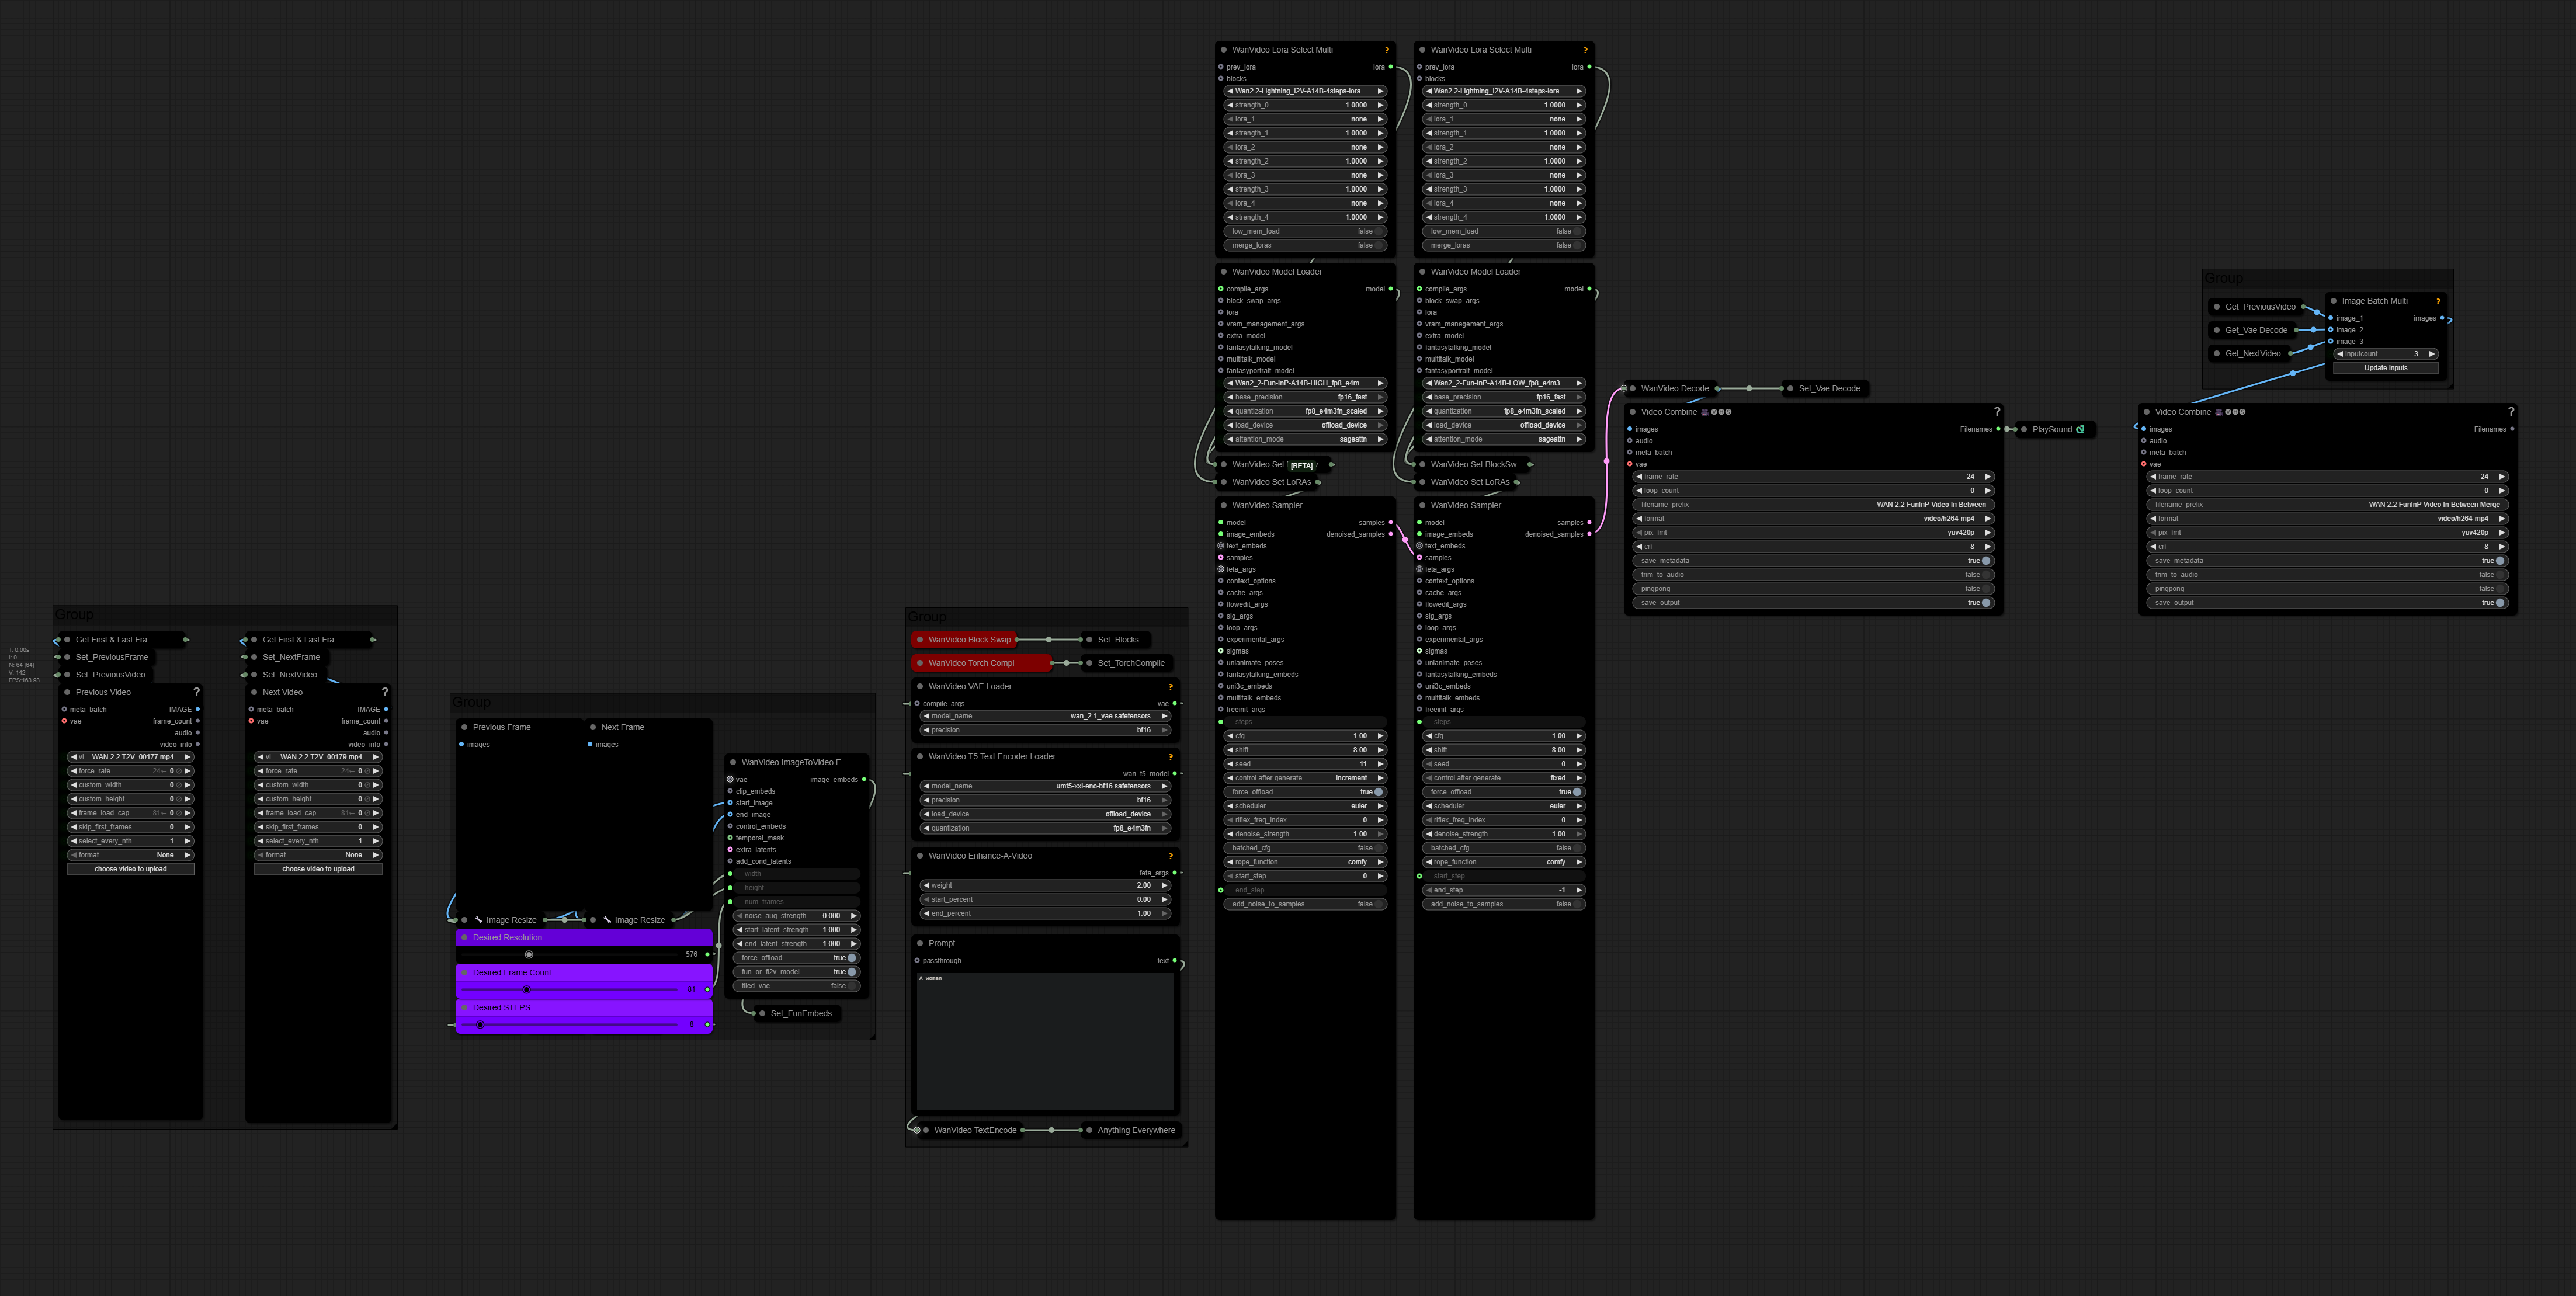 T: 0.00s
I: 0
N: 64 [64]
V: 142
FPS:163.93
Group
Get First & Last Fra
Set_PreviousFrame
Set_PreviousVideo
Previous Video ?
meta_batch IMAGE
vae frame_count
audio
video_info
vi... WAN 2.2 T2V_00177.mp4
force_rate 24← 0
custom_width 0
custom_height 0
frame_load_cap 81← 0
skip_first_frames 0
select_every_nth 1
format None
choose video to upload
Get First & Last Fra
Set_NextFrame
Set_NextVideo
Next Video ?
meta_batch IMAGE
vae frame_count
audio
video_info
vi... WAN 2.2 T2V_00179.mp4
force_rate 24← 0
custom_width 0
custom_height 0
frame_load_cap 81← 0
skip_first_frames 0
select_every_nth 1
format None
choose video to upload
Group
Previous Frame
images
Next Frame
images
Image Resize
Image Resize
Desired Resolution
576
Desired Frame Count
81
Desired STEPS
8
WanVideo ImageToVideo E...
vae image_embeds
clip_embeds
start_image
end_image
control_embeds
temporal_mask
extra_latents
add_cond_latents
width
height
num_frames
noise_aug_strength 0.000
start_latent_strength 1.000
end_latent_strength 1.000
force_offload true
fun_or_fl2v_model true
tiled_vae false
Set_FunEmbeds
Group
WanVideo Block Swap
Set_Blocks
WanVideo Torch Compi
Set_TorchCompile
WanVideo VAE Loader ?
compile_args vae
model_name wan_2.1_vae.safetensors
precision bf16
WanVideo T5 Text Encoder Loader ?
wan_t5_model
model_name umt5-xxl-enc-bf16.safetensors
precision bf16
load_device offload_device
quantization fp8_e4m3fn
WanVideo Enhance-A-Video ?
feta_args
weight 2.00
start_percent 0.00
end_percent 1.00
Prompt
passthrough text
A woman
WanVideo TextEncode
Anything Everywhere
WanVideo Lora Select Multi ?
prev_lora lora
blocks
Wan2.2-Lightning_I2V-A14B-4steps-lora...
strength_0 1.0000
lora_1 none
strength_1 1.0000
lora_2 none
strength_2 1.0000
lora_3 none
strength_3 1.0000
lora_4 none
strength_4 1.0000
low_mem_load false
merge_loras false
WanVideo Model Loader
compile_args model
block_swap_args
lora
vram_management_args
extra_model
fantasytalking_model
multitalk_model
fantasyportrait_model
Wan2_2-Fun-InP-A14B-HIGH_fp8_e4m ...
base_precision fp16_fast
quantization fp8_e4m3fn_scaled
load_device offload_device
attention_mode sageattn
WanVideo Set
[BETA]
WanVideo Set LoRAs
WanVideo Sampler
model samples
image_embeds denoised_samples
text_embeds
samples
feta_args
context_options
cache_args
flowedit_args
slg_args
loop_args
experimental_args
sigmas
unianimate_poses
fantasytalking_embeds
uni3c_embeds
multitalk_embeds
freeinit_args
steps
cfg 1.00
shift 8.00
seed 11
control after generate increment
force_offload true
scheduler euler
riflex_freq_index 0
denoise_strength 1.00
batched_cfg false
rope_function comfy
start_step 0
end_step
add_noise_to_samples false
WanVideo Lora Select Multi ?
prev_lora lora
blocks
Wan2.2-Lightning_I2V-A14B-4steps-lora...
strength_0 1.0000
lora_1 none
strength_1 1.0000
lora_2 none
strength_2 1.0000
lora_3 none
strength_3 1.0000
lora_4 none
strength_4 1.0000
low_mem_load false
merge_loras false
WanVideo Model Loader
compile_args model
block_swap_args
lora
vram_management_args
extra_model
fantasytalking_model
multitalk_model
fantasyportrait_model
Wan2_2-Fun-InP-A14B-LOW_fp8_e4m3...
base_precision fp16_fast
quantization fp8_e4m3fn_scaled
load_device offload_device
attention_mode sageattn
WanVideo Set BlockSw
WanVideo Set LoRAs
WanVideo Sampler
model samples
image_embeds denoised_samples
text_embeds
samples
feta_args
context_options
cache_args
flowedit_args
slg_args
loop_args
experimental_args
sigmas
unianimate_poses
fantasytalking_embeds
uni3c_embeds
multitalk_embeds
freeinit_args
steps
cfg 1.00
shift 8.00
seed 0
control after generate fixed
force_offload true
scheduler euler
riflex_freq_index 0
denoise_strength 1.00
batched_cfg false
rope_function comfy
start_step
end_step -1
add_noise_to_samples false
WanVideo Decode
Set_Vae Decode
Video Combine ?
images Filenames
audio
meta_batch
vae
frame_rate 24
loop_count 0
filename_prefix WAN 2.2 FunInP Video In Between
format video/h264-mp4
pix_fmt yuv420p
crf 8
save_metadata true
trim_to_audio false
pingpong false
save_output true
PlaySound
Group
Get_PreviousVideo
Get_Vae Decode
Get_NextVideo
Image Batch Multi ?
image_1 images
image_2
image_3
inputcount 3
Update inputs
Video Combine ?
images Filenames
audio
meta_batch
vae
frame_rate 24
loop_count 0
filename_prefix WAN 2.2 FunInP Video In Between Merge
format video/h264-mp4
pix_fmt yuv420p
crf 8
save_metadata true
trim_to_audio false
pingpong false
save_output true